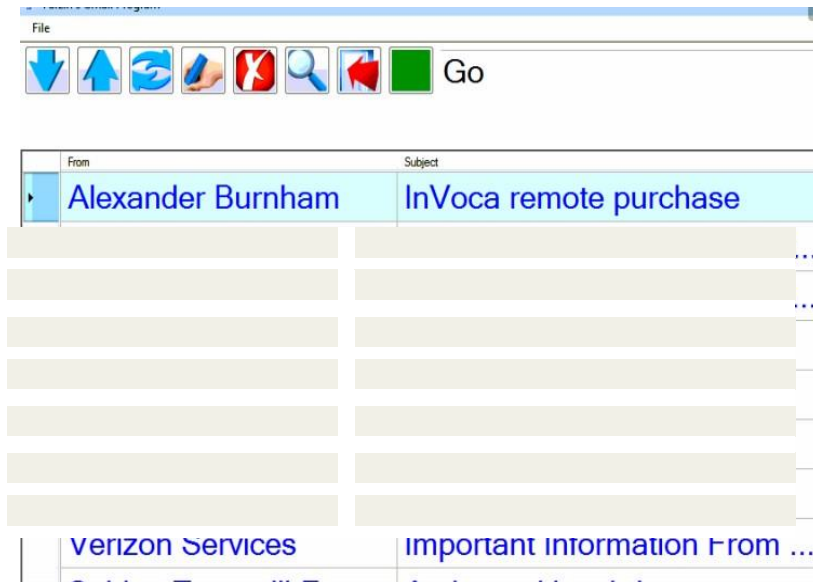 File
Go
From Subject
Alexander Burnham InVoca remote purchase
...
...
Verizon Services Important Information From ...